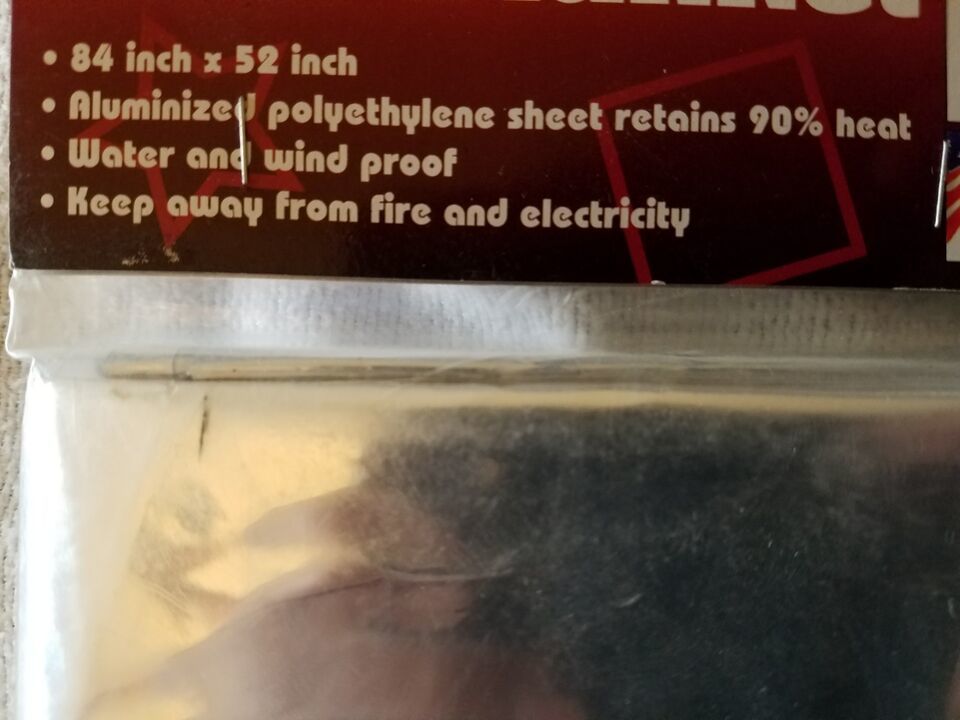 • 84 inch x 52 inch
• Aluminized polyethylene sheet retains 90% heat
• Water and wind proof
• Keep away from fire and electricity